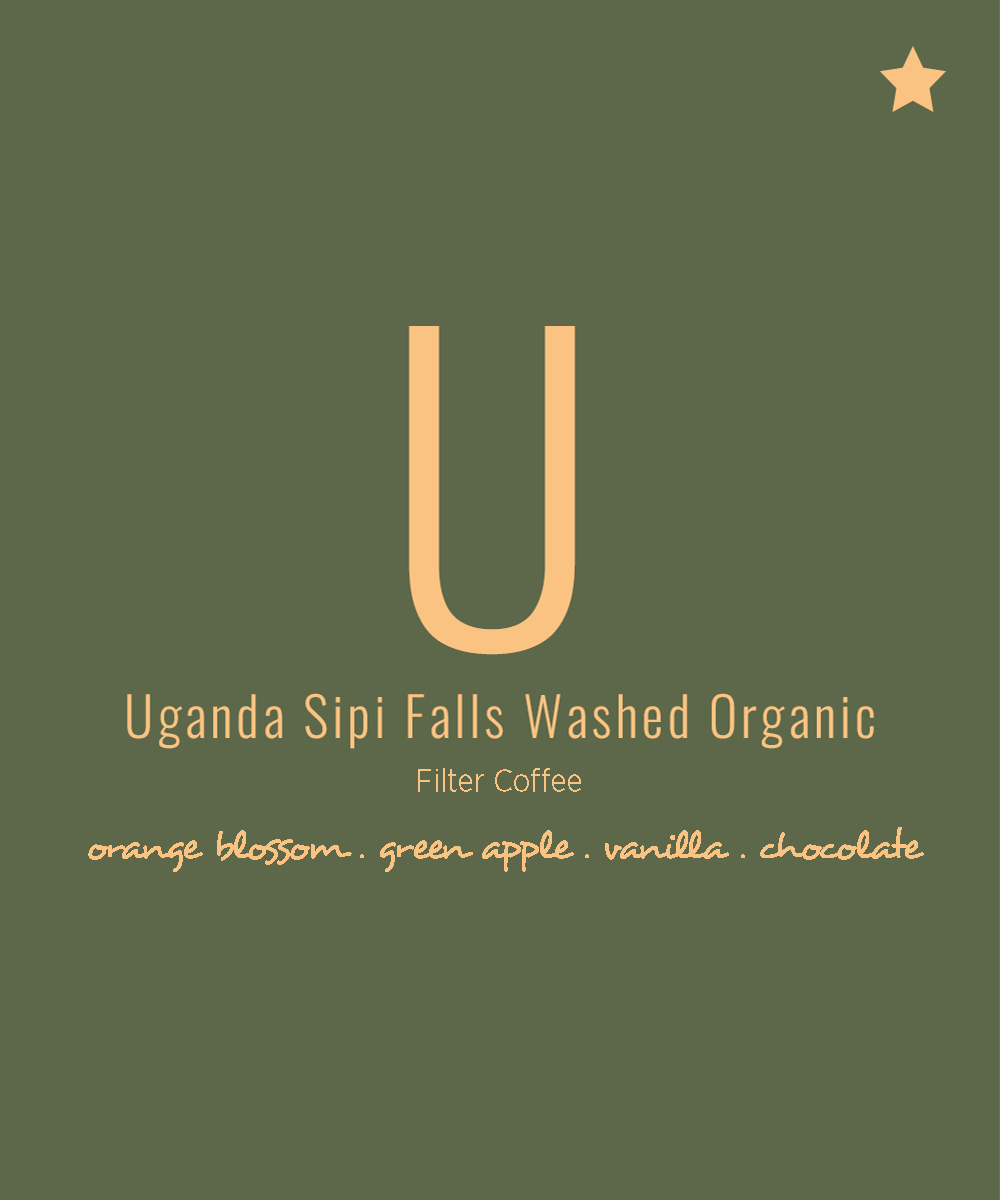 U
Uganda Sipi Falls Washed Organic
Filter Coffee
orange blossom . green apple . vanilla . chocolate